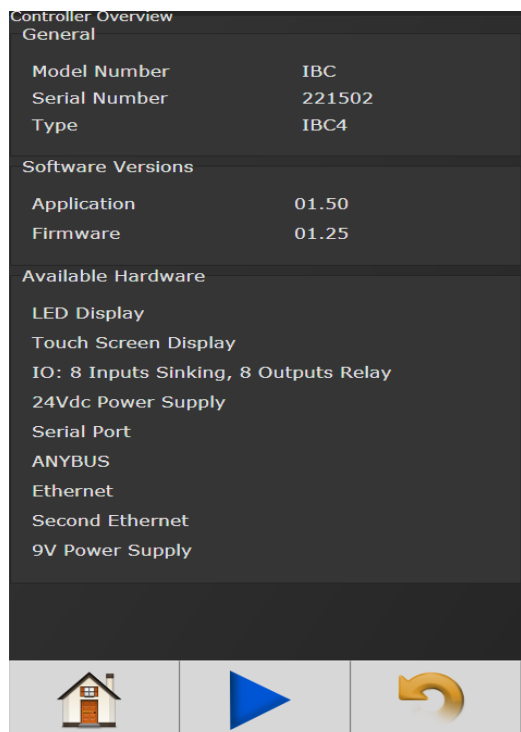 Controller Overview
General
Model Number IBC
Serial Number 221502
Type IBC4
Software Versions
Application 01.50
Firmware 01.25
Available Hardware
LED Display
Touch Screen Display
IO: 8 Inputs Sinking, 8 Outputs Relay
24Vdc Power Supply
Serial Port
ANYBUS
Ethernet
Second Ethernet
9V Power Supply